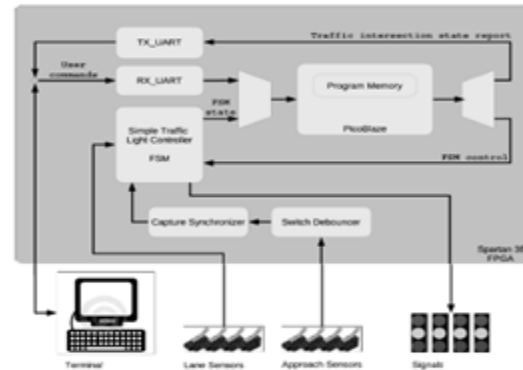 TX_UART
Traffic intersection state report
User
commands
RX_UART
FSM
state
Program Memory
PicoBlaze
Simple Traffic
Light Controller
FSM
FSM control
Capture Synchronizer
Switch Debouncer
Spartan 3E
FPGA
Terminal
Lane Sensors
Approach Sensors
Signals